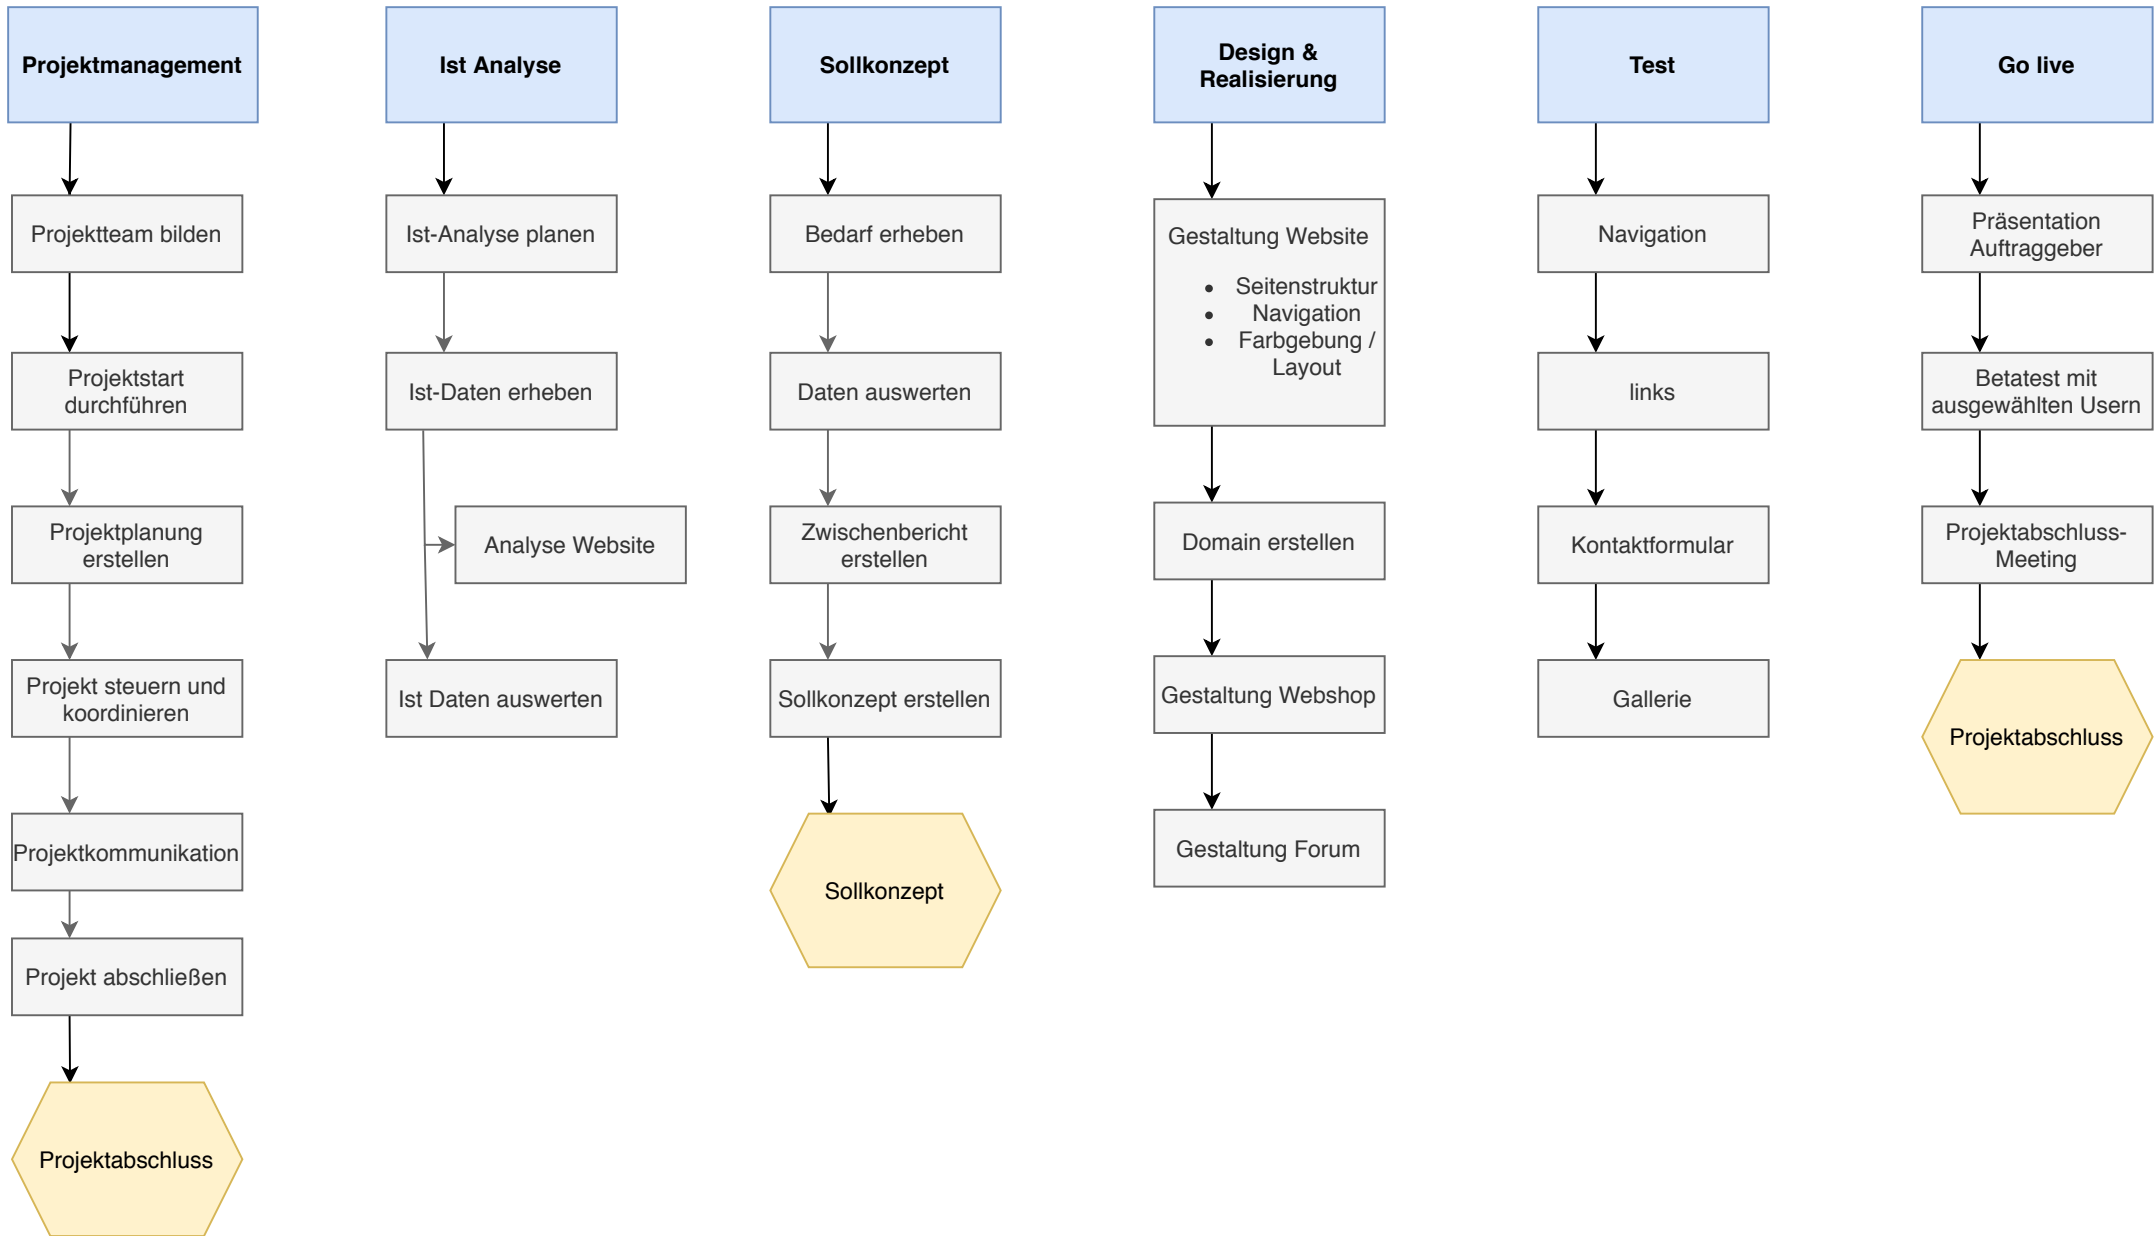 Projektmanagement
Projektteam bilden
Projektstart
durchführen
Projektplanung
erstellen
Projekt steuern und
koordinieren
Projektkommunikation
Projekt abschließen
Projektabschluss
Ist Analyse
Ist-Analyse planen
Ist-Daten erheben
Analyse Website
Ist Daten auswerten
Sollkonzept
Bedarf erheben
Daten auswerten
Zwischenbericht
erstellen
Sollkonzept erstellen
Sollkonzept
Design &
Realisierung
Gestaltung Website
• Seitenstruktur
• Navigation
• Farbgebung /
Layout
Domain erstellen
Gestaltung Webshop
Gestaltung Forum
Test
Navigation
links
Kontaktformular
Gallerie
Go live
Präsentation
Auftraggeber
Betatest mit
ausgewählten Usern
Projektabschluss-
Meeting
Projektabschluss